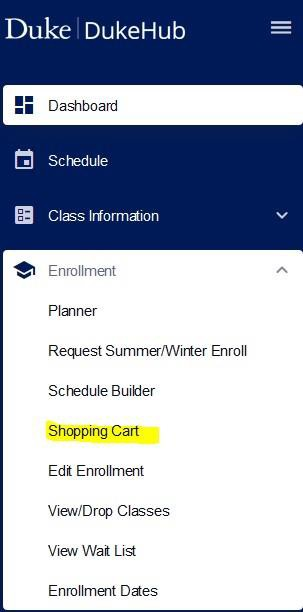 Duke | DukeHub
Dashboard
Schedule
Class Information
Enrollment
Planner
Request Summer/Winter Enroll
Schedule Builder
Shopping Cart
Edit Enrollment
View/Drop Classes
View Wait List
Enrollment Dates